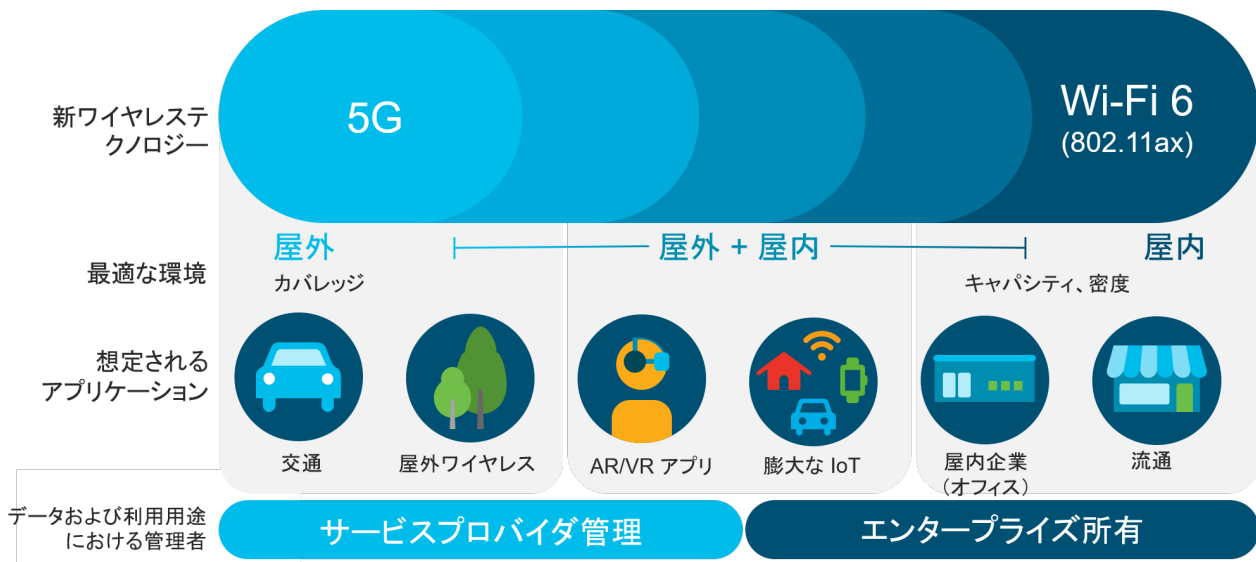 新ワイヤレステ
クノロジー
5G
Wi-Fi 6
(802.11ax)
最適な環境
屋外
屋外 + 屋内
屋内
カバレッジ
キャパシティ、密度
想定される
アプリケーション
交通
屋外ワイヤレス
AR/VR アプリ
膨大な IoT
屋内企業
(オフィス)
流通
データおよび利用用途
における管理者
サービスプロバイダ管理
エンタープライズ所有